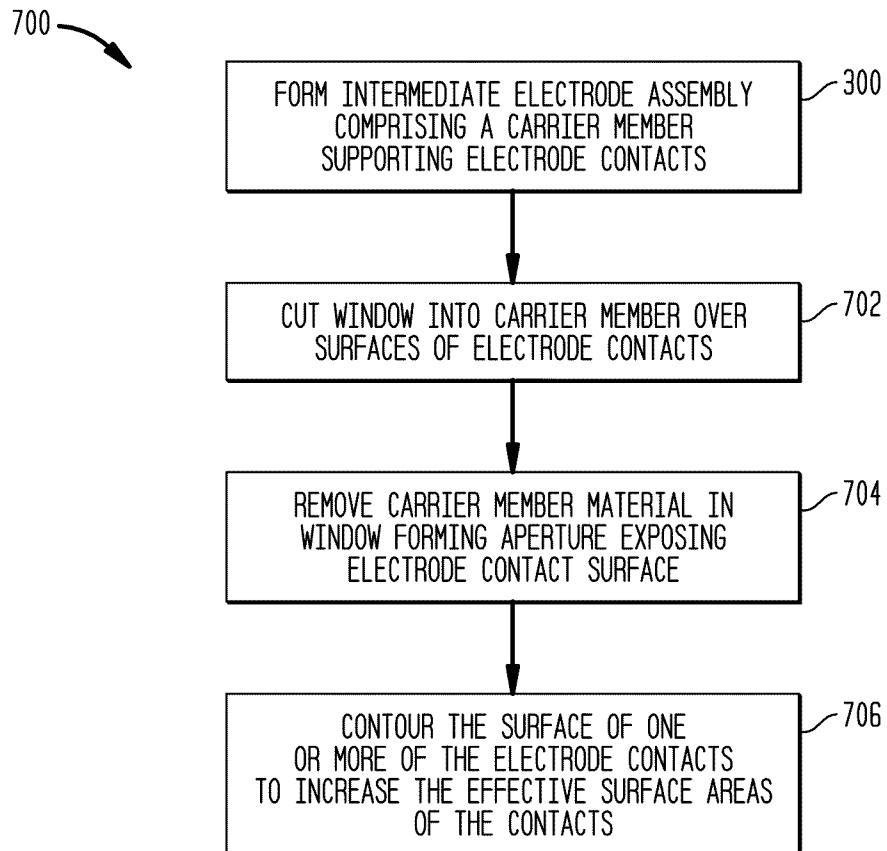 700
FORM INTERMEDIATE ELECTRODE ASSEMBLY
COMPRISING A CARRIER MEMBER
SUPPORTING ELECTRODE CONTACTS
300
CUT WINDOW INTO CARRIER MEMBER OVER
SURFACES OF ELECTRODE CONTACTS
702
REMOVE CARRIER MEMBER MATERIAL IN
WINDOW FORMING APERTURE EXPOSING
ELECTRODE CONTACT SURFACE
704
CONTOUR THE SURFACE OF ONE
OR MORE OF THE ELECTRODE CONTACTS
TO INCREASE THE EFFECTIVE SURFACE AREAS
OF THE CONTACTS
706